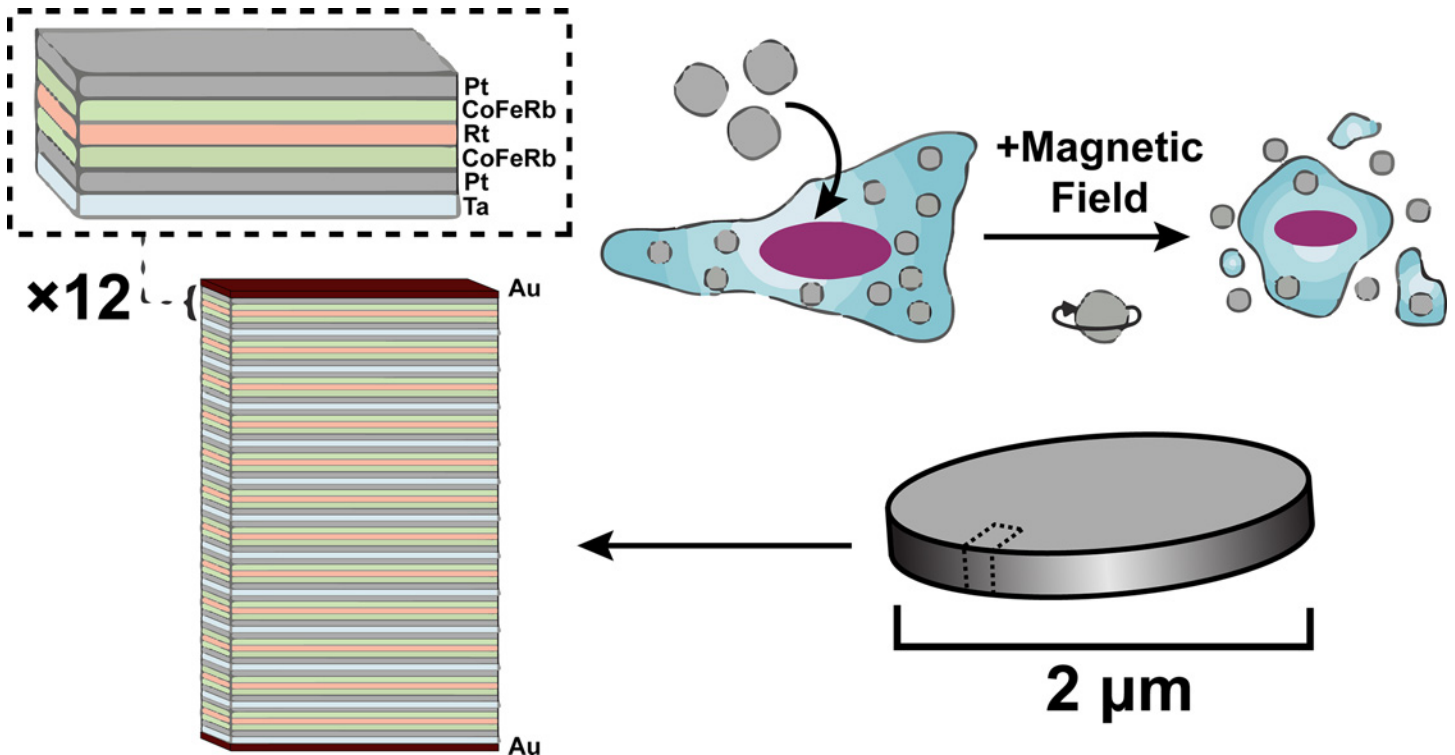 Pt
CoFeRb
Rt
CoFeRb
Pt
Ta
×12
Au
Au
+Magnetic
Field
2 μm